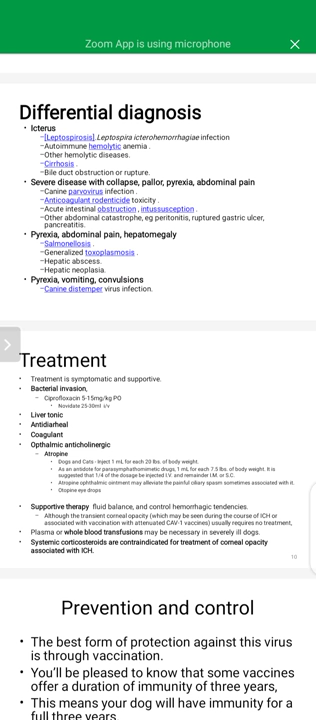 Zoom App is using microphone
Differential diagnosis
• Icterus
–[Leptospirosis].Leptospira icterohemorrhagiae infection
–Autoimmune hemolytic anemia .
–Other hemolytic diseases.
–Cirrhosis .
–Bile duct obstruction or rupture.
• Severe disease with collapse, pallor, pyrexia, abdominal pain
–Canine parvovirus infection .
–Anticoagulant rodenticide toxicity .
–Acute intestinal obstruction , intussusception .
–Other abdominal catastrophe, eg peritonitis, ruptured gastric ulcer,
pancreatitis.
• Pyrexia, abdominal pain, hepatomegaly
–Salmonellosis .
–Generalized toxoplasmosis .
–Hepatic abscess.
–Hepatic neoplasia.
• Pyrexia, vomiting, convulsions
–Canine distemper virus infection.
Treatment
• Treatment is symptomatic and supportive.
• Bacterial invasion,
– Ciprofloxacin 5-15mg/kg PO
• Novidate 25-30ml i/v
• Liver tonic
• Antidiarheal
• Coagulant
• Opthalmic anticholinergic
– Atropine
• Dogs and Cats - Inject 1 mL for each 20 lbs. of body weight.
• As an antidote for parasympathomimetic drugs, 1 mL for each 7.5 lbs. of body weight. It is
suggested that 1/4 of the dosage be injected I.V. and remainder I.M. or S.C.
• Atropine ophthalmic ointment may alleviate the painful ciliary spasm sometimes associated with it.
• Otopine eye drops
• Supportive therapy fluid balance, and control hemorrhagic tendencies.
– Although the transient corneal opacity (which may be seen during the course of ICH or
associated with vaccination with attenuated CAV-1 vaccines) usually requires no treatment,
• Plasma or whole blood transfusions may be necessary in severely ill dogs.
• Systemic corticosteroids are contraindicated for treatment of corneal opacity
associated with ICH.
10
Prevention and control
• The best form of protection against this virus
is through vaccination.
• You'll be pleased to know that some vaccines
offer a duration of immunity of three years,
• This means your dog will have immunity for a
full three years